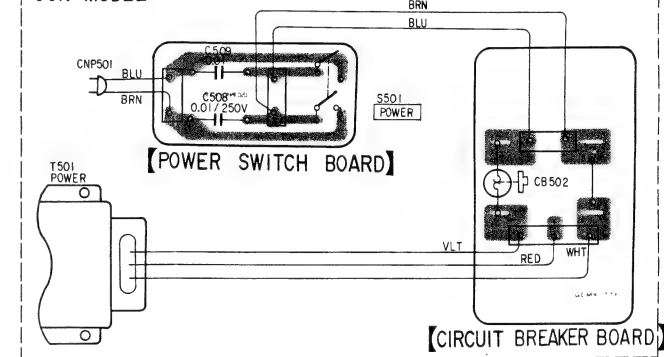 BRN
BLU
C509
0.01
CNP501
BLU
BRN
C508
0.01/250V
S501
POWER
【POWER SWITCH BOARD】
T501
POWER
CB502
VLT
RED
WHT
【CIRCUIT BREAKER BOARD】